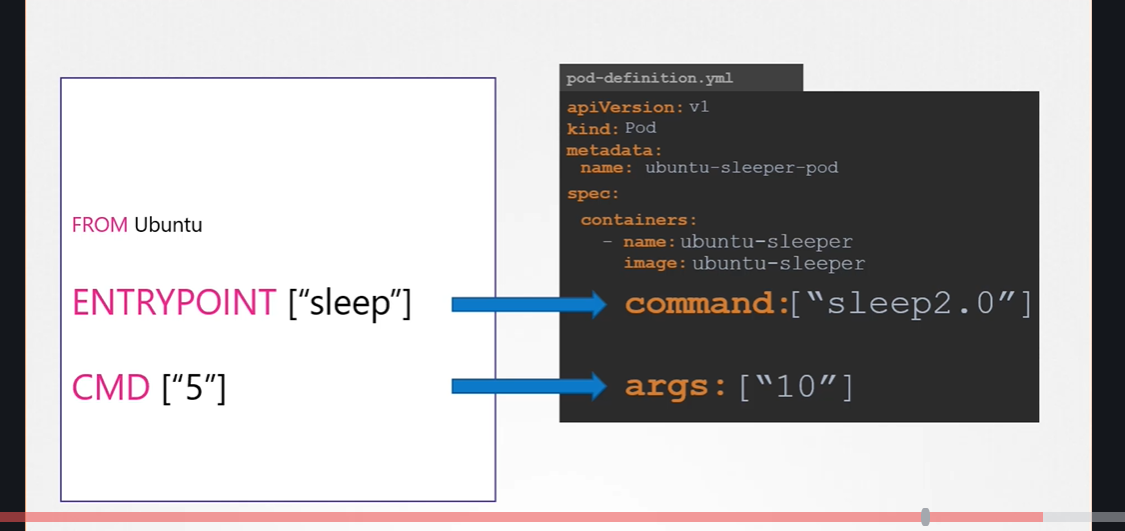 FROM Ubuntu
ENTRYPOINT [“sleep”]
CMD [“5”]
pod-definition.yml
apiVersion: v1
kind: Pod
metadata:
name: ubuntu-sleeper-pod
spec:
containers:
- name: ubuntu-sleeper
image: ubuntu-sleeper
command:[“sleep2.0”]
args: [“10”]